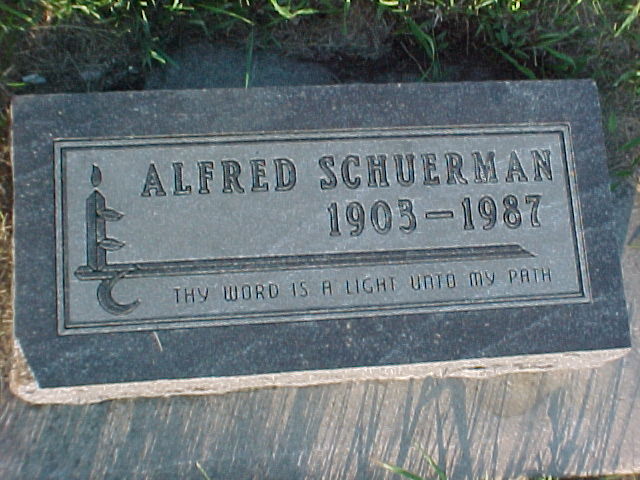 ALFRED SCHUERMAN
1903-1987
THY WORD IS A LIGHT UNTO MY PATH